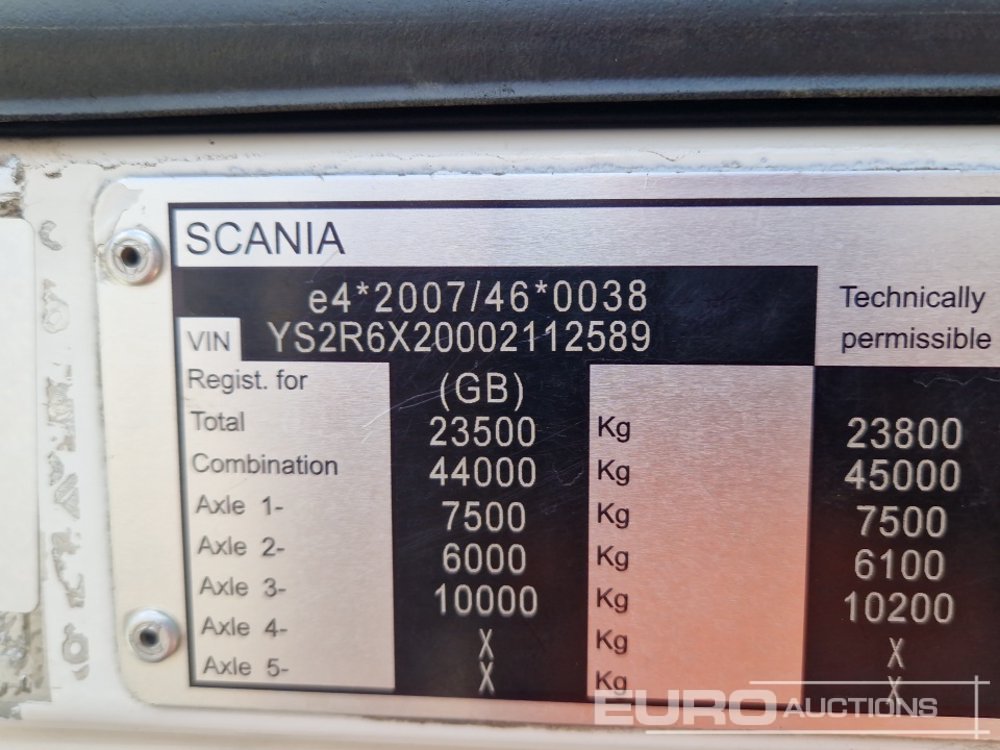 SCANIA
e4*2007/46*0038
VIN YS2R6X20002112589
Technically
permissible
Regist. for (GB)
Total 23500 Kg 23800
Combination 44000 Kg 45000
Axle 1- 7500 Kg 7500
Axle 2- 6000 Kg 6100
Axle 3- 10000 Kg 10200
Axle 4- X Kg X
Axle 5- X Kg X
EURO AUCTIONS